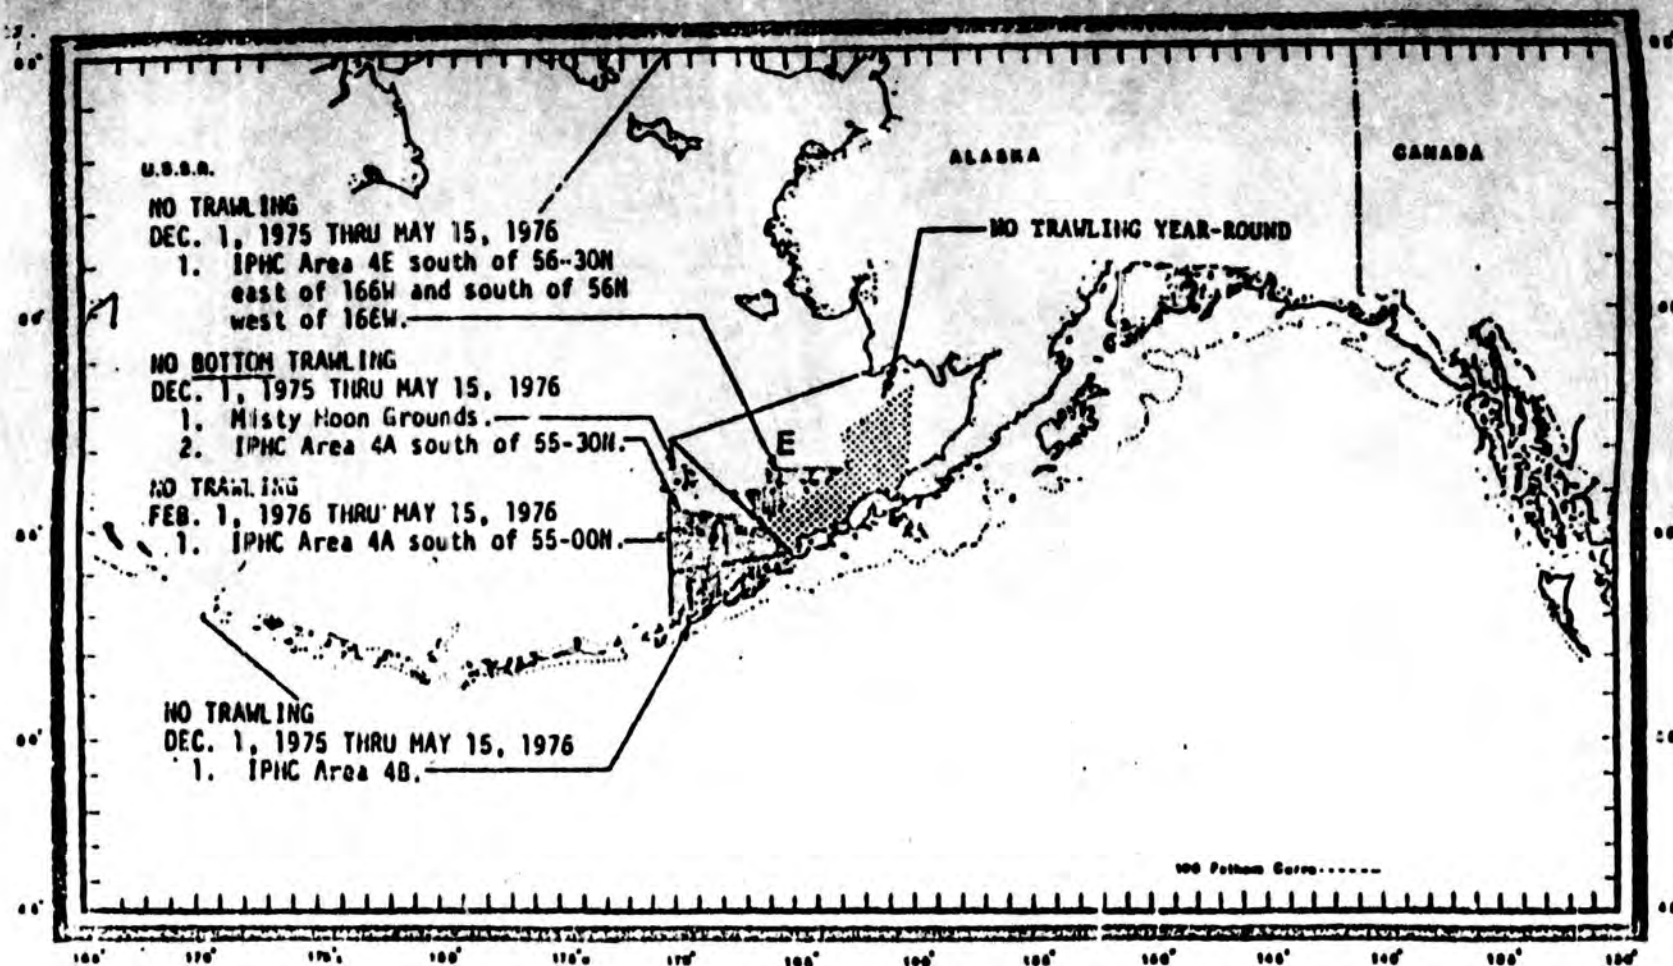 ALASKA
CANADA
U.S.S.R.
NO TRAWLING
DEC. 1, 1975 THRU MAY 15, 1976
1. IPHC Area 4E south of 56-30N
east of 166W and south of 56N
west of 166W.
NO TRAWLING YEAR-ROUND
NO BOTTOM TRAWLING
DEC. 1, 1975 THRU MAY 15, 1976
1. Misty Moon Grounds.
2. IPHC Area 4A south of 55-30N.
E
NO TRAWLING
FEB. 1, 1976 THRU MAY 15, 1976
1. IPHC Area 4A south of 55-00N.
NO TRAWLING
DEC. 1, 1975 THRU MAY 15, 1976
1. IPHC Area 4B.
100 Fathom
170° 175° 180° 170°